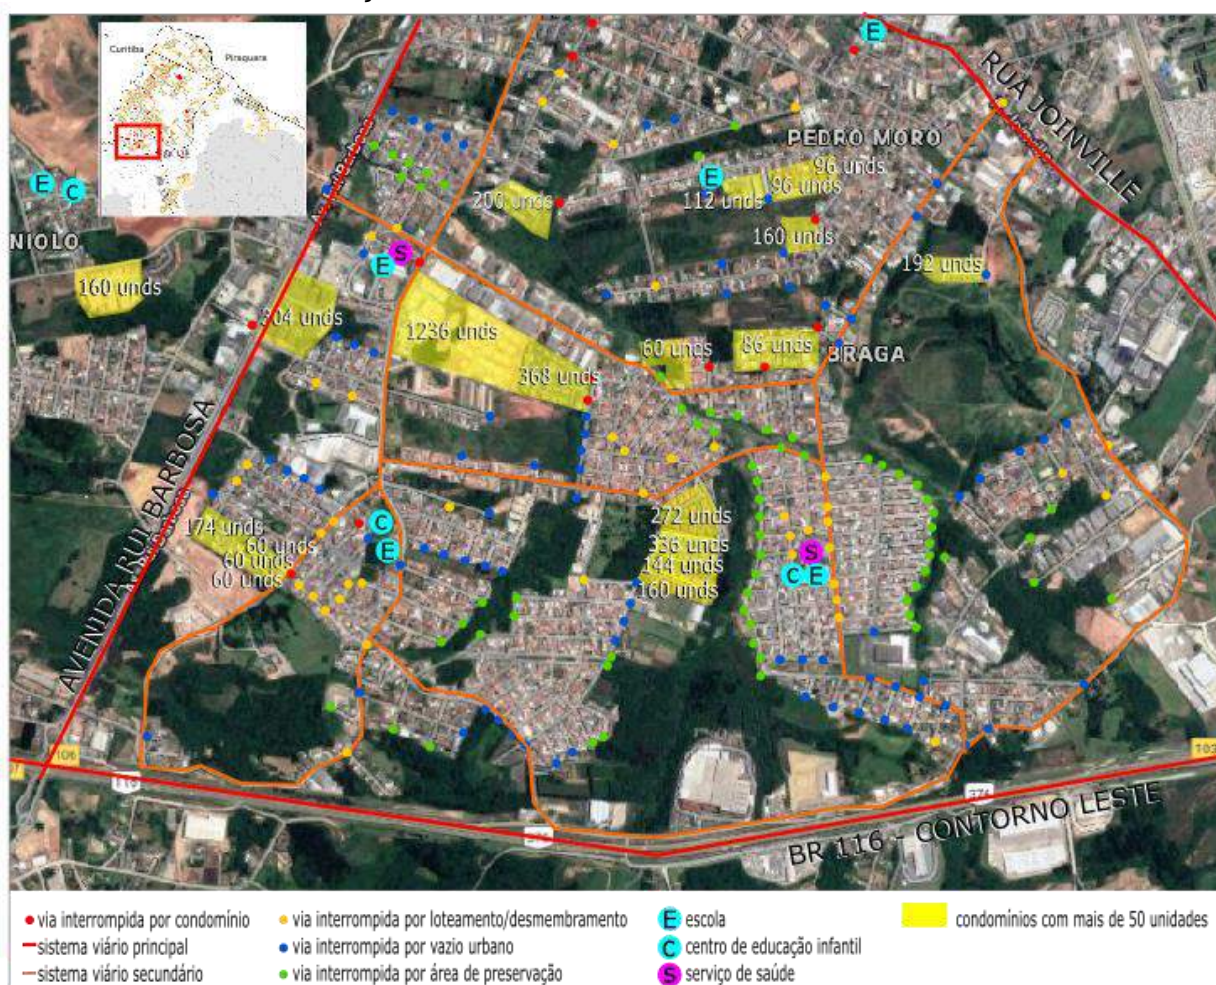 Curitiba
Piraquara
RUA JOINVILLE
PEDRO MORO
E
E
C
E
96 unds
96 unds
112 unds
200 unds
160 unds
NIOLO
S
E
192 unds
160 unds
304 unds
1236 unds
60 unds
86 unds
BRAGA
368 unds
AVENIDA RUI BARBOSA
174 unds
60 unds
60 unds
60 unds
C
E
272 unds
336 unds
144 unds
160 unds
S
C
E
106
116
376
BR 116 - CONTORNO LESTE
via interrompida por condomínio
via interrompida por loteamento/desmembramento
E escola
condomínios com mais de 50 unidades
sistema viário principal
via interrompida por vazio urbano
C centro de educação infantil
sistema viário secundário
via interrompida por área de preservação
S serviço de saúde